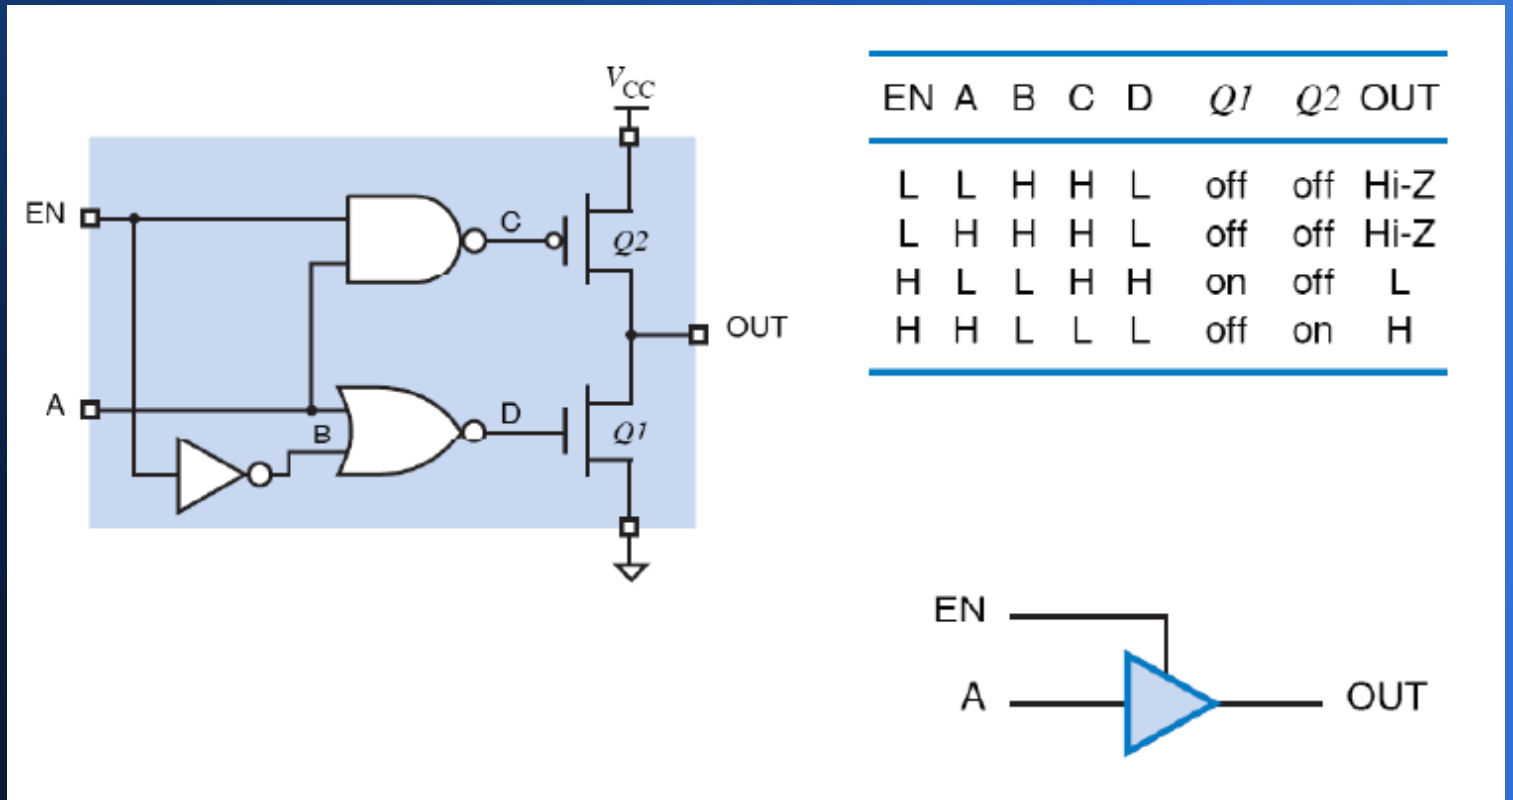 V_CC
EN
C
Q2
OUT
A
B
D
Q1
EN A B C D Q1 Q2 OUT
L L H H L off off Hi-Z
L H H H L off off Hi-Z
H L L H H on off L
H H L L L off on H
EN
A
OUT